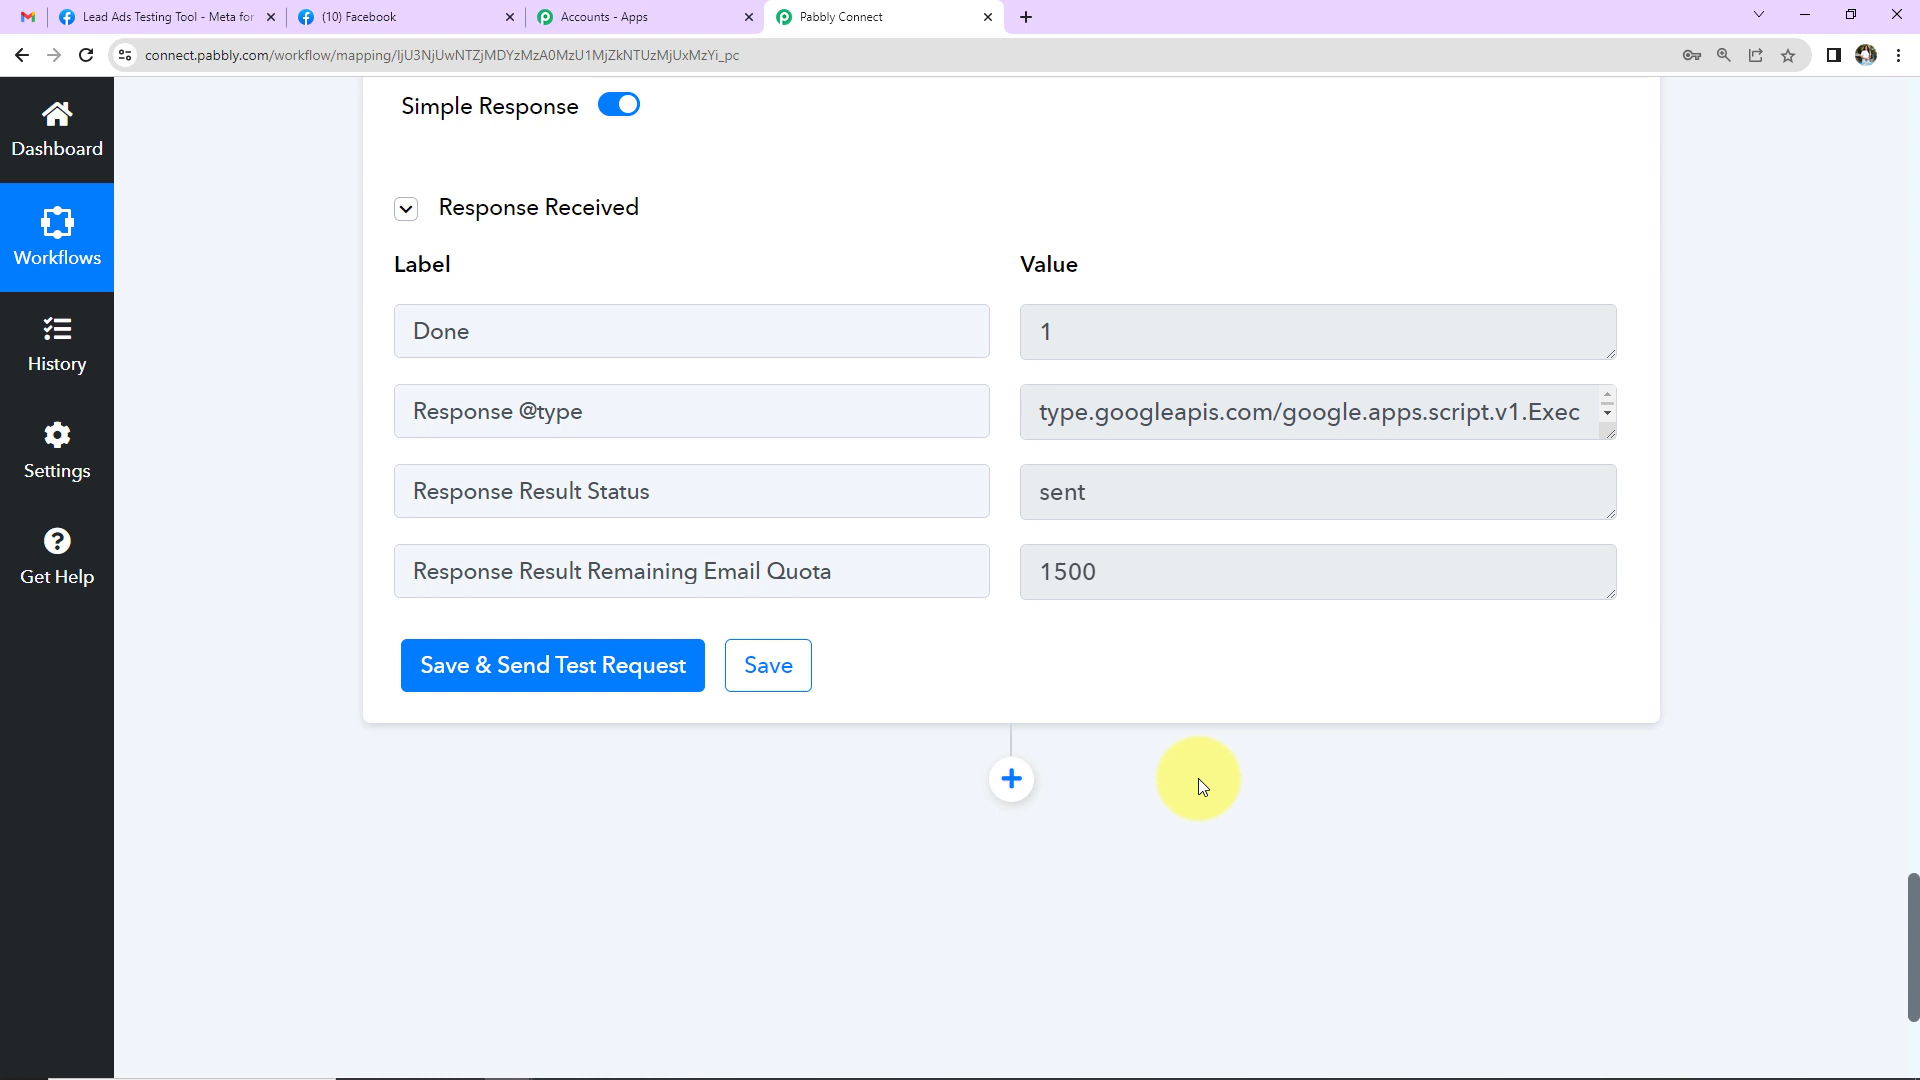 Lead Ads Testing Tool - Meta for
(10) Facebook
Accounts - Apps
Pabbly Connect
connect.pabbly.com/workflow/mapping/IjU3NjUwNTZjMDYzMzA0MzU1MjZkNTUzMjUxMzYi_pc
Dashboard
Workflows
History
Settings
Get Help
Simple Response
Response Received
Label
Value
Done
1
Response @type
type.googleapis.com/google.apps.script.v1.Exec
Response Result Status
sent
Response Result Remaining Email Quota
1500
Save & Send Test Request
Save